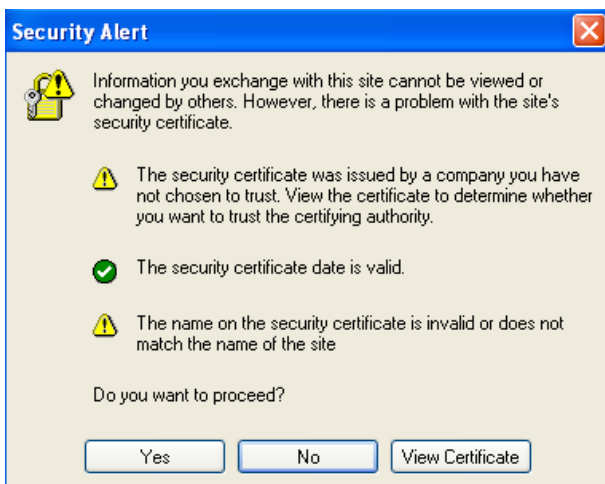 Security Alert
Information you exchange with this site cannot be viewed or
changed by others. However, there is a problem with the site's
security certificate.
The security certificate was issued by a company you have
not chosen to trust. View the certificate to determine whether
you want to trust the certifying authority.
The security certificate date is valid.
The name on the security certificate is invalid or does not
match the name of the site
Do you want to proceed?
Yes No View Certificate